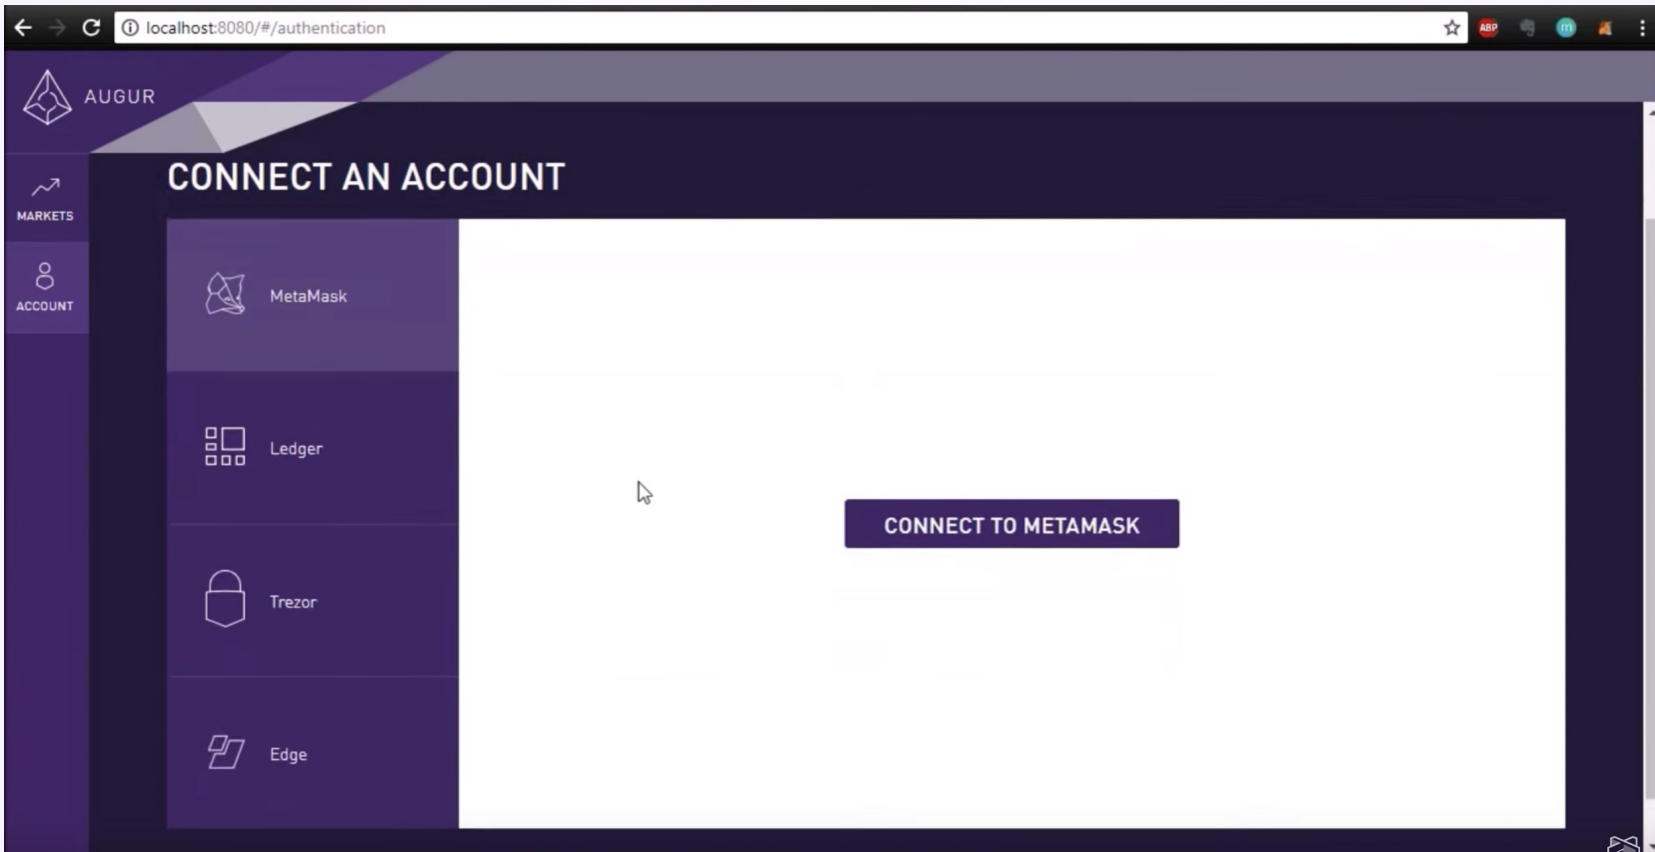 localhost:8080/#/authentication
ABP
m
AUGUR
CONNECT AN ACCOUNT
MARKETS
ACCOUNT
MetaMask
Ledger
Trezor
Edge
CONNECT TO METAMASK